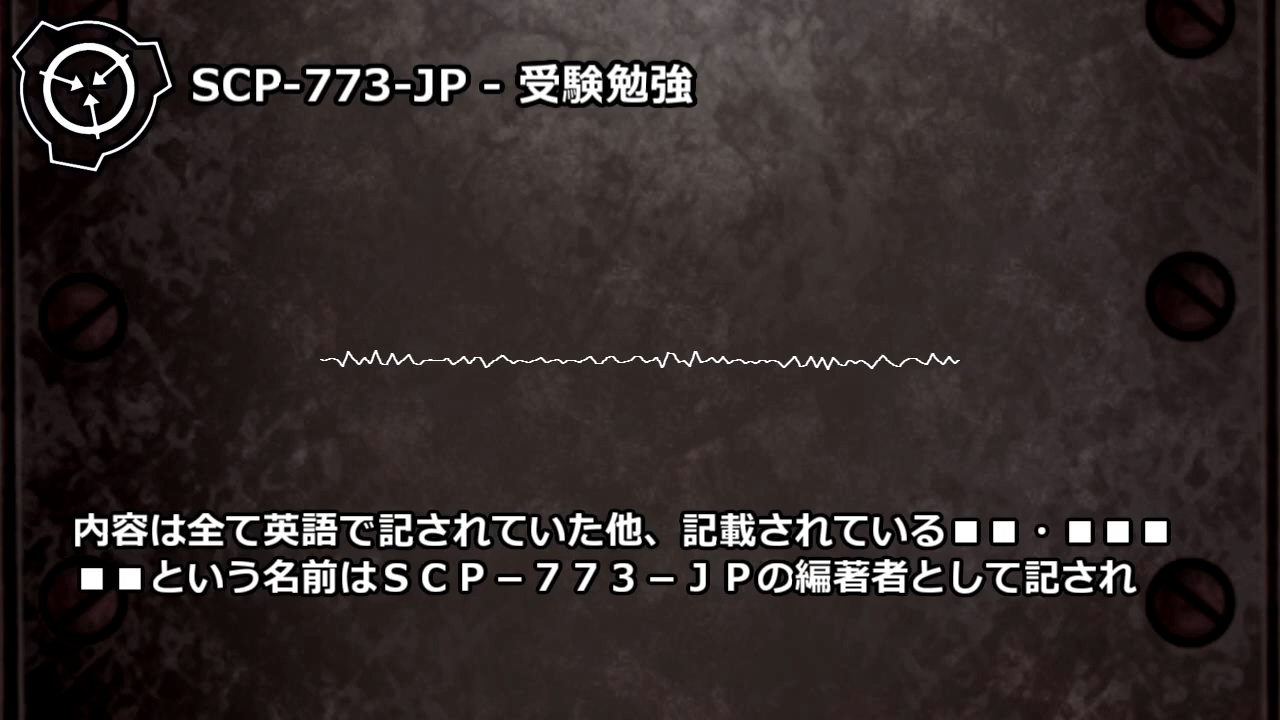 SCP-773-JP – 受験勉強
内容は全て英語で記されていた他、記載されている■■・■■■
■■という名前はＳＣＰ－７７３－ＪＰの編著者として記され